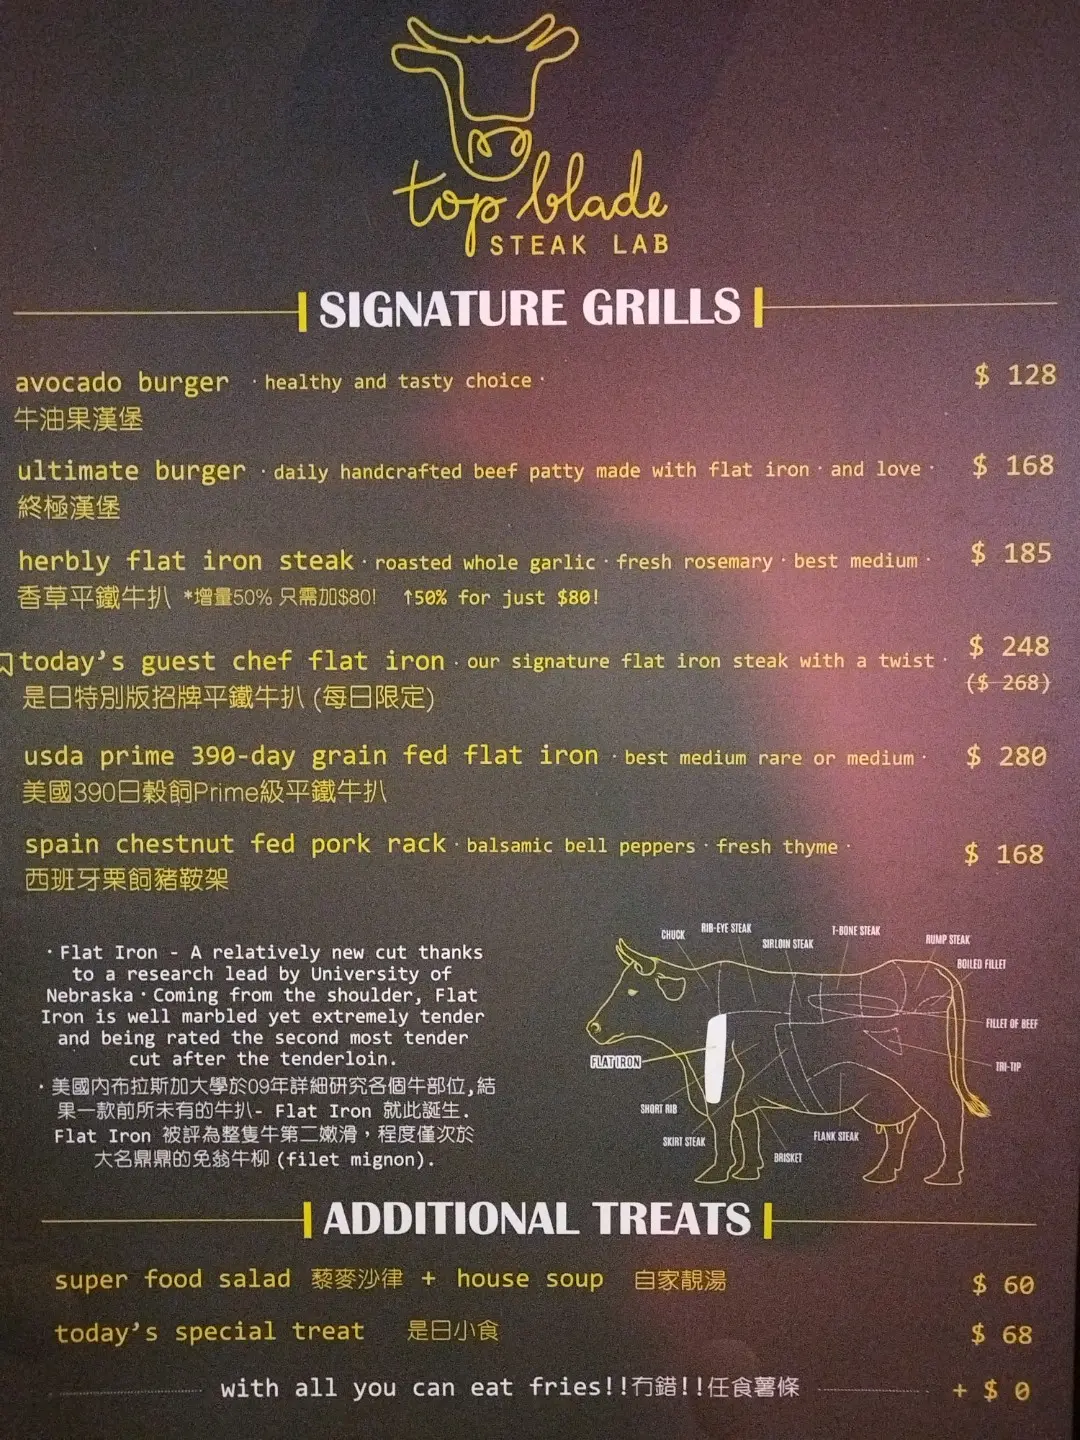 top blade
STEAK LAB
SIGNATURE GRILLS
avocado burger · healthy and tasty choice · $ 128
牛油果漢堡
ultimate burger · daily handcrafted beef patty made with flat iron · and love · $ 168
終極漢堡
herbly flat iron steak · roasted whole garlic · fresh rosemary · best medium · $ 185
香草平鐵牛扒 *增量50% 只需加$80! ↑50% for just $80!
today's guest chef flat iron · our signature flat iron steak with a twist · $ 248
是日特別版招牌平鐵牛扒 (每日限定) ($ 268)
usda prime 390-day grain fed flat iron · best medium rare or medium · $ 280
美國390日穀飼Prime級平鐵牛扒
spain chestnut fed pork rack · balsamic bell peppers · fresh thyme · $ 168
西班牙栗飼豬鞍架
· Flat Iron - A relatively new cut thanks
to a research lead by University of
Nebraska · Coming from the shoulder, Flat
Iron is well marbled yet extremely tender
and being rated the second most tender
cut after the tenderloin.
· 美國內布拉斯加大學於09年詳細研究各個牛部位,結
果一款前所未有的牛扒- Flat Iron 就此誕生.
Flat Iron 被評為整隻牛第二嫩滑，程度僅次於
大名鼎鼎的免翁牛柳 (filet mignon).
CHUCK
RIB-EYE STEAK
SIRLOIN STEAK
T-BONE STEAK
RUMP STEAK
BOILED FILLET
FILLET OF BEEF
TRI-TIP
FLAT IRON
SHORT RIB
SKIRT STEAK
BRISKET
FLANK STEAK
ADDITIONAL TREATS
super food salad 藜麥沙律 + house soup 自家靚湯 $ 60
today's special treat 是日小食 $ 68
with all you can eat fries!!冇錯!!任食薯條 + $ 0